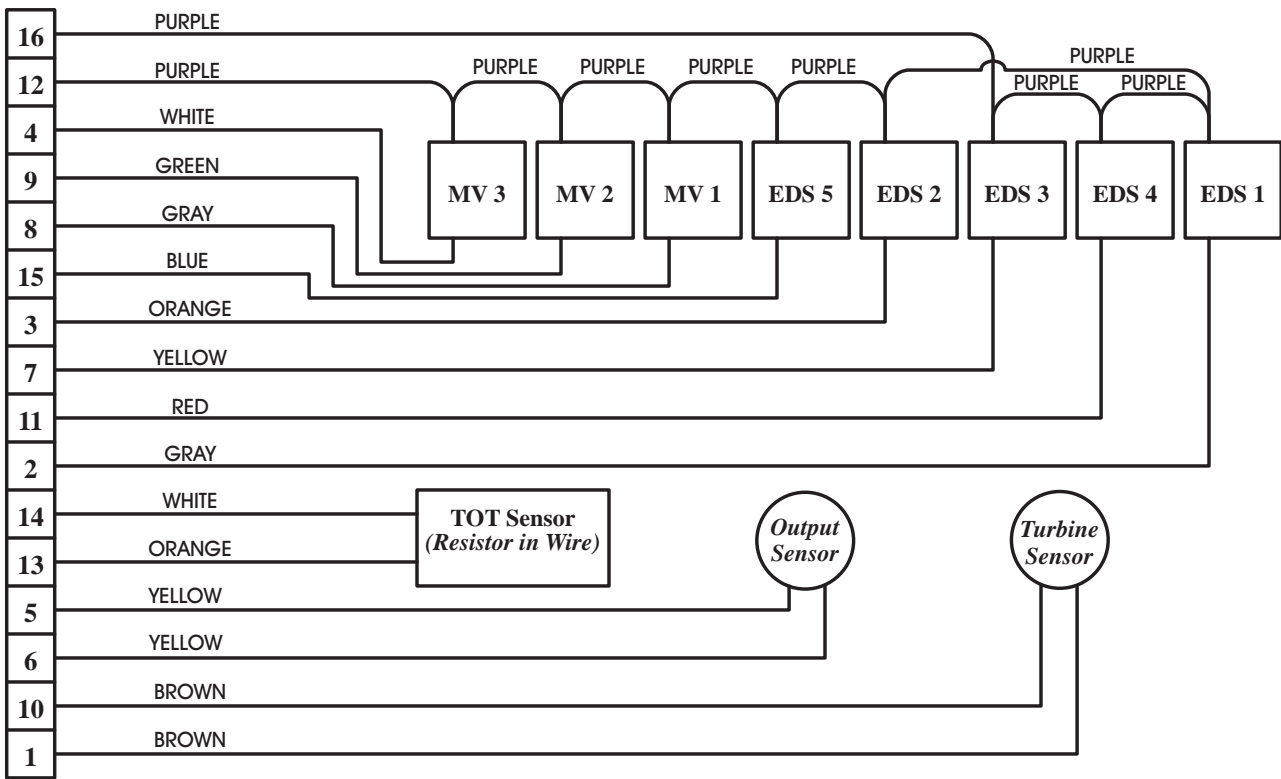 16 PURPLE
PURPLE
12 PURPLE PURPLE PURPLE PURPLE PURPLE
PURPLE PURPLE
4 WHITE
9 GREEN
MV 3 MV 2 MV 1 EDS 5 EDS 2 EDS 3 EDS 4 EDS 1
8 GRAY
15 BLUE
3 ORANGE
7 YELLOW
11 RED
2 GRAY
14 WHITE
TOT Sensor
(Resistor in Wire)
Output
Sensor
Turbine
Sensor
13 ORANGE
5 YELLOW
6 YELLOW
10 BROWN
1 BROWN